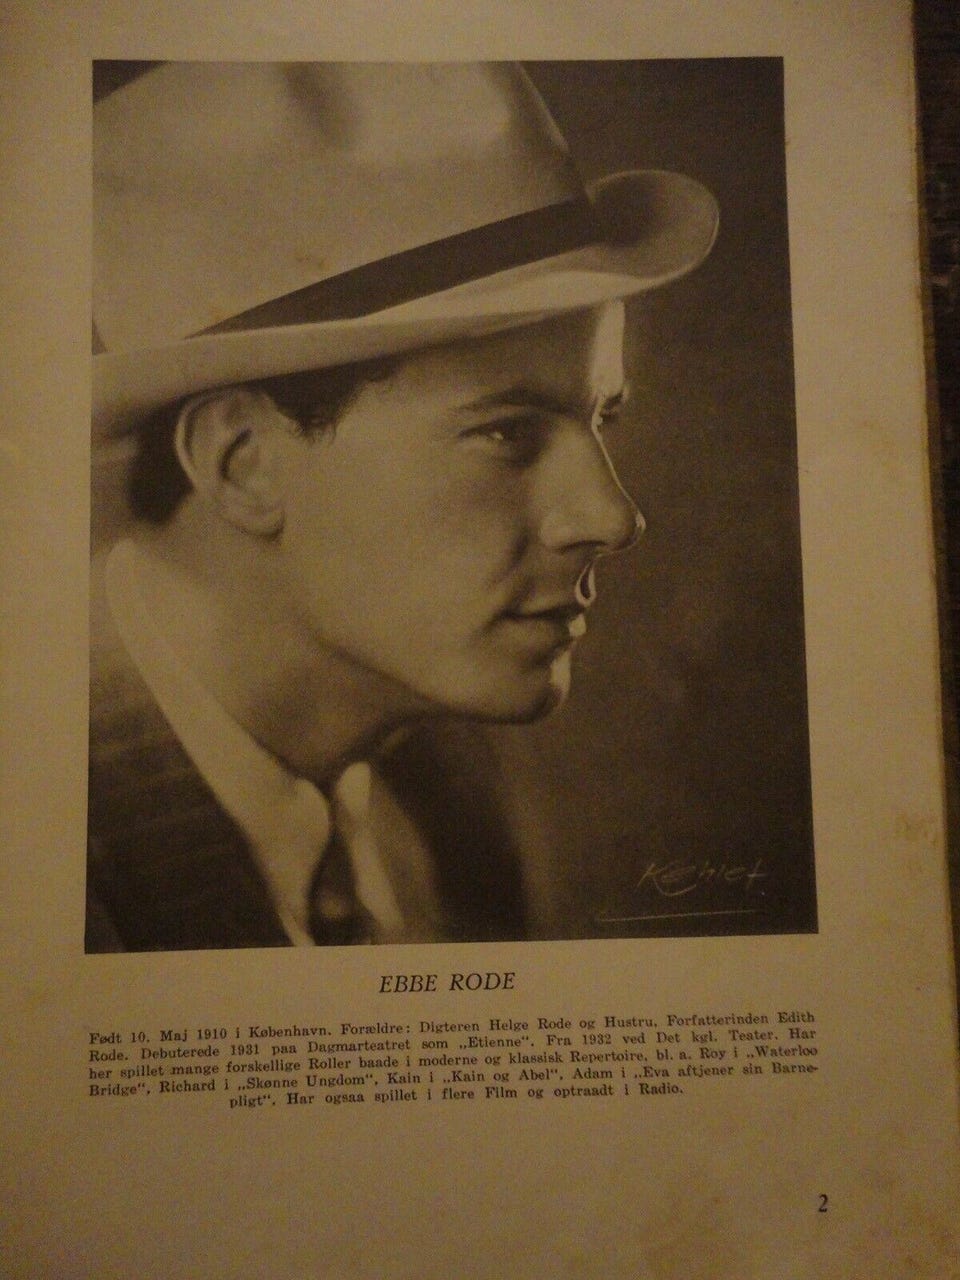 Kehlet
EBBE RODE
Født 10. Maj 1910 i København. Forældre: Digteren Helge Rode og Hustru, Forfatterinden Edith
Rode. Debuterede 1931 paa Dagmarteatret som „Etienne“. Fra 1932 ved Det kgl. Teater. Har
her spillet mange forskellige Roller baade i moderne og klassisk Repertoire, bl. a. Roy i „Waterloo
Bridge“, Richard i „Skønne Ungdom“, Kain i „Kain og Abel“, Adam i „Eva aftjener sin Barne-
pligt“. Har ogsaa spillet i flere Film og optraadt i Radio.
2